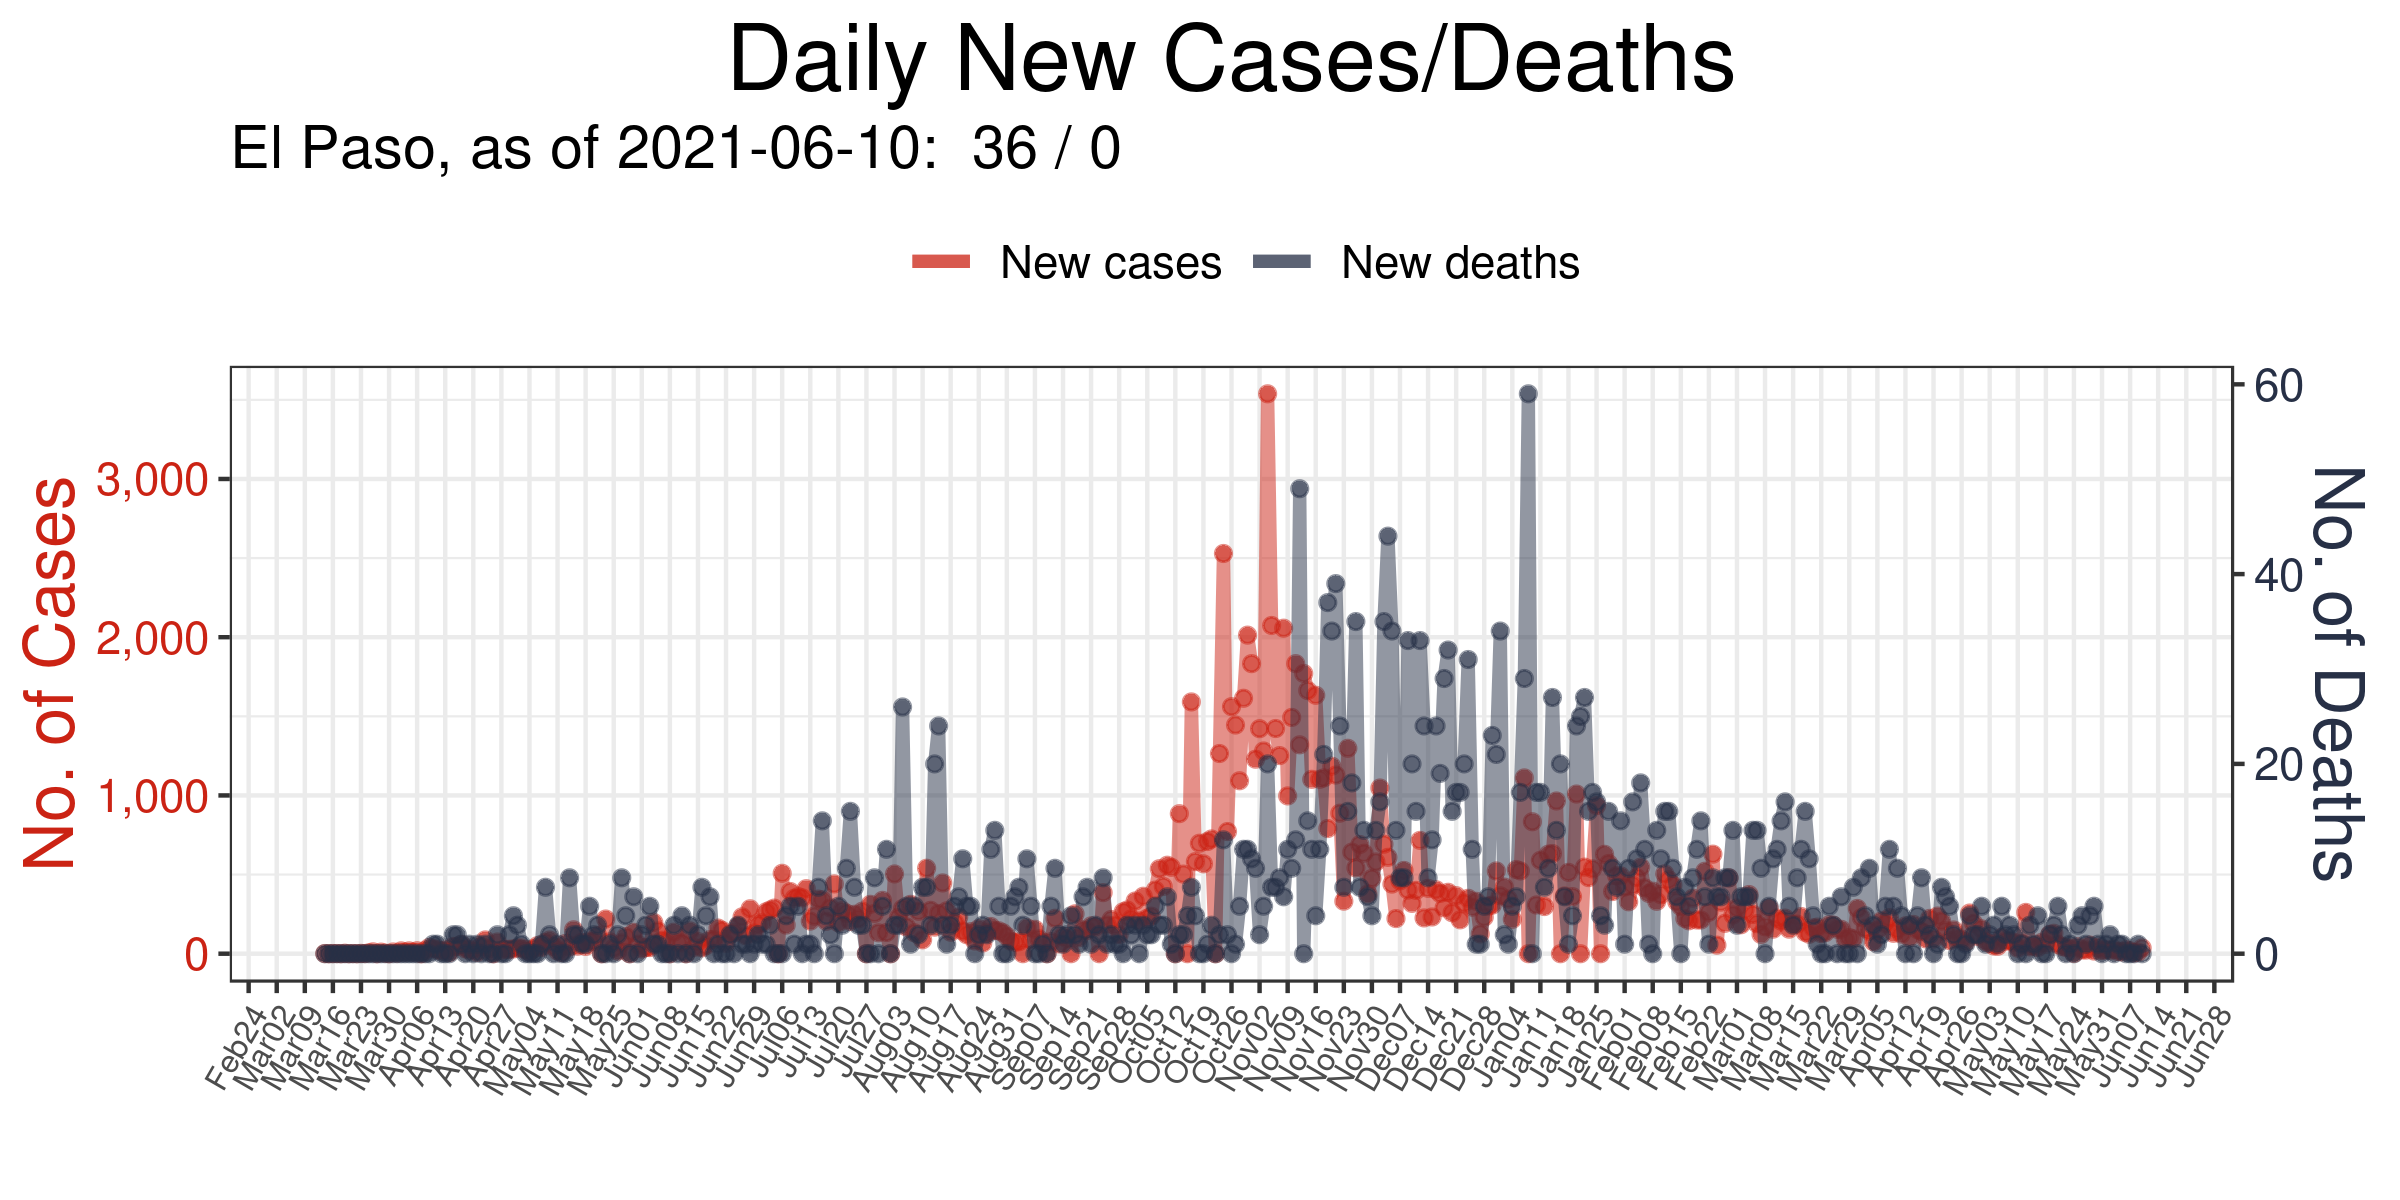 Daily New Cases/Deaths
El Paso, as of 2021-06-10:  36 / 0
New cases
New deaths
No. of Cases
3,000
2,000
1,000
0
60
40
20
0
No. of Deaths
Feb24
Mar02
Mar09
Mar16
Mar23
Mar30
Apr06
Apr13
Apr20
Apr27
May04
May11
May18
May25
Jun01
Jun08
Jun15
Jun22
Jun29
Jul06
Jul13
Jul20
Jul27
Aug03
Aug10
Aug17
Aug24
Aug31
Sep07
Sep14
Sep21
Sep28
Oct05
Oct12
Oct19
Oct26
Nov02
Nov09
Nov16
Nov23
Nov30
Dec07
Dec14
Dec21
Dec28
Jan04
Jan11
Jan18
Jan25
Feb01
Feb08
Feb15
Feb22
Mar01
Mar08
Mar15
Mar22
Mar29
Apr05
Apr12
Apr19
Apr26
May03
May10
May17
May24
May31
Jun07
Jun14
Jun21
Jun28